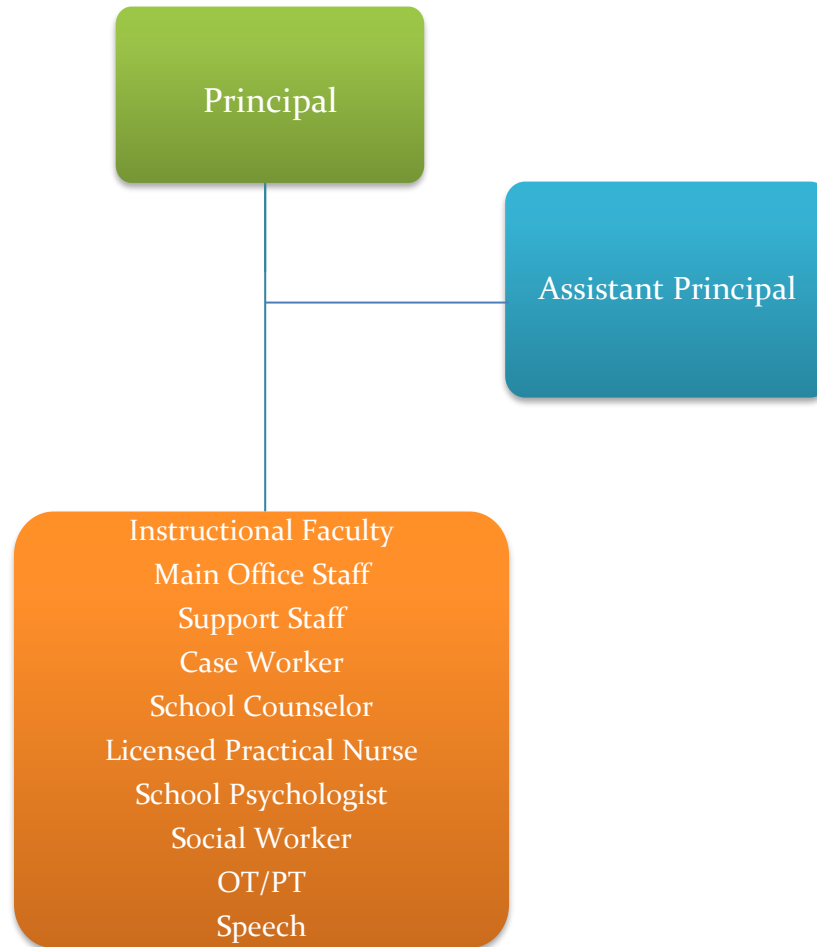 Principal
Assistant Principal
Instructional Faculty
Main Office Staff
Support Staff
Case Worker
School Counselor
Licensed Practical Nurse
School Psychologist
Social Worker
OT/PT
Speech